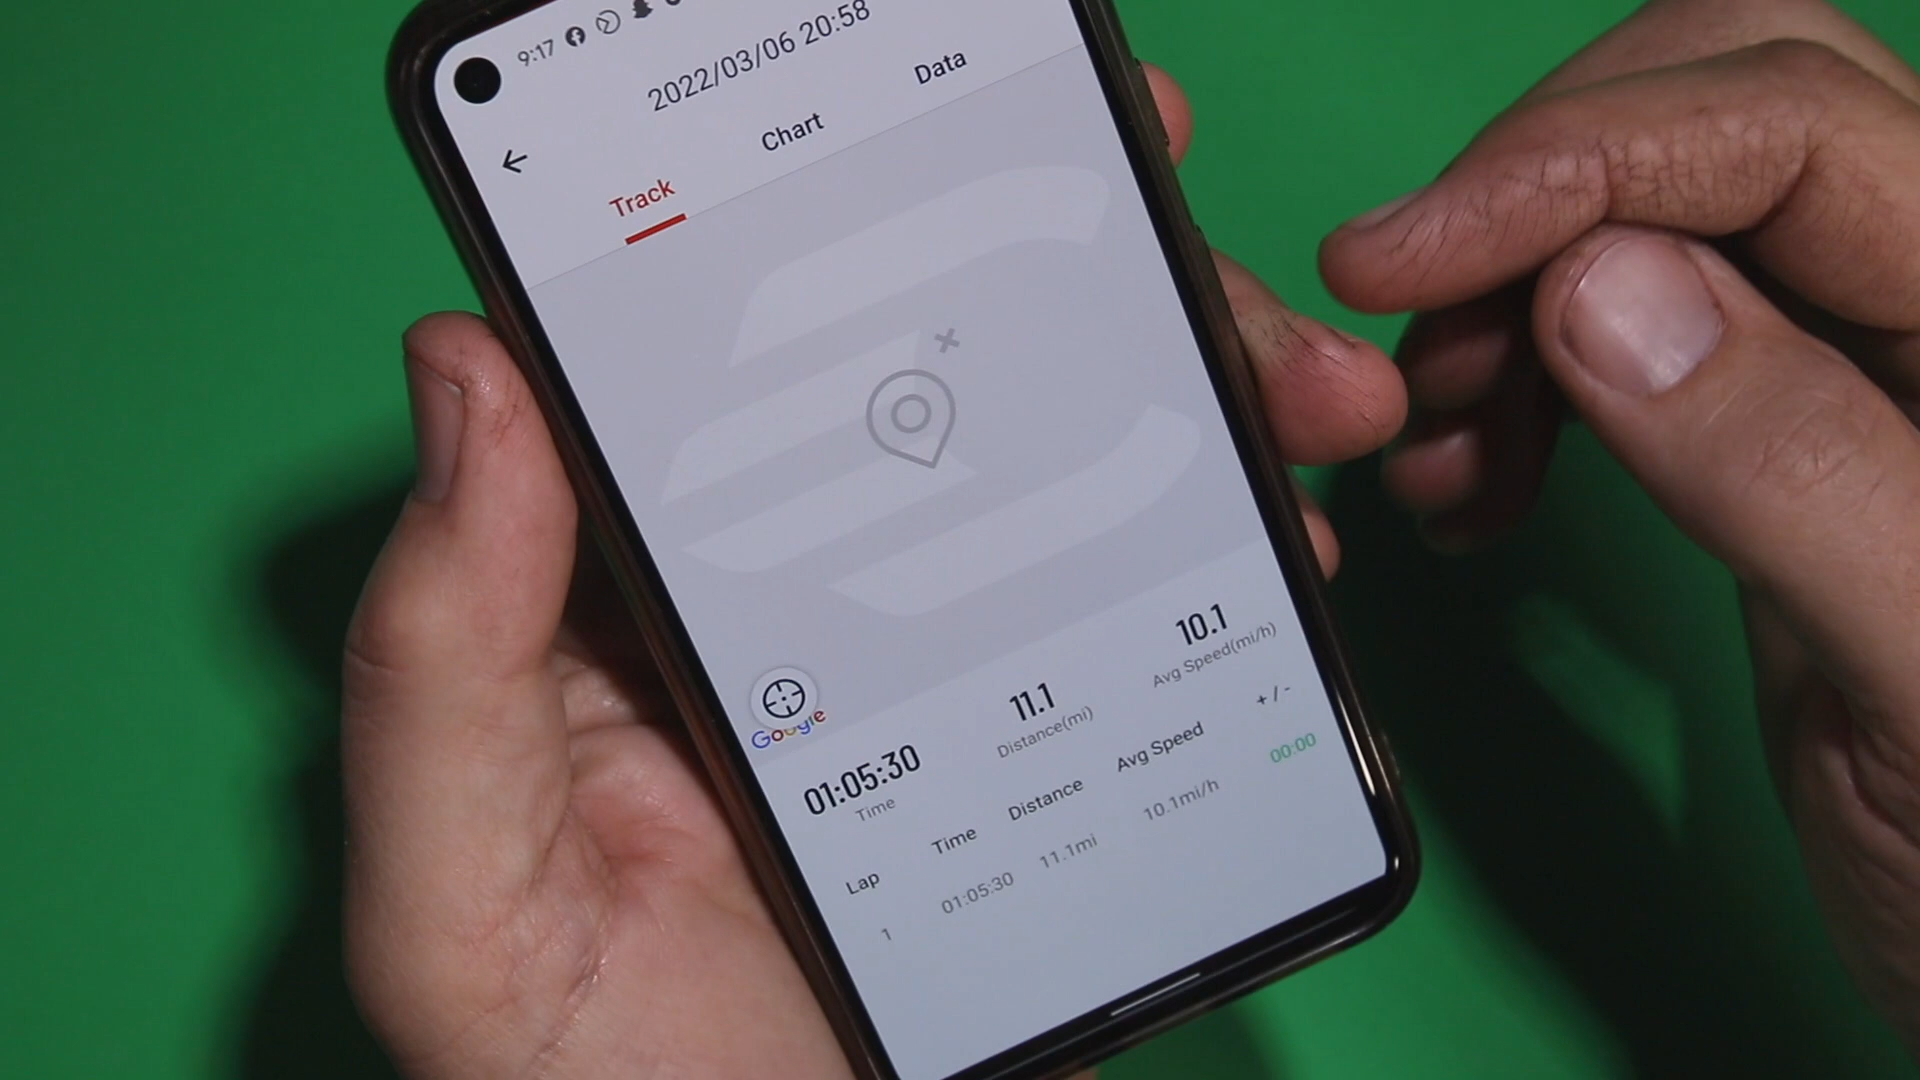 9:17
2022/03/06 20:58
Track Chart Data
Google
01:05:30 11.1 10.1
Time Distance(mi) Avg Speed(mi/h)
Lap Time Distance Avg Speed +/-
1 01:05:30 11.1mi 10.1mi/h 00:00